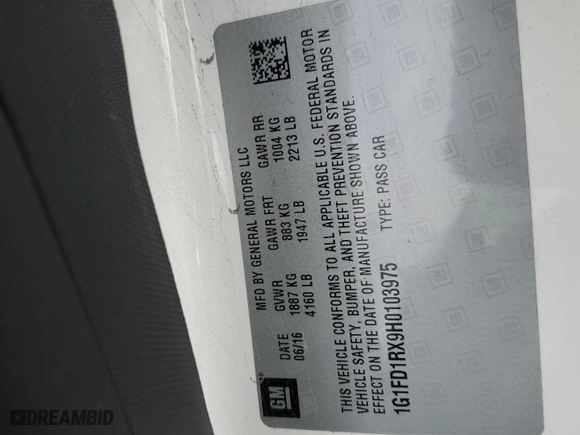 MFD BY GENERAL MOTORS LLC
DATE GVWR GAWR FRT GAWR RR
06/16 1887 KG 883 KG 1004 KG
4160 LB 1947 LB 2213 LB
THIS VEHICLE CONFORMS TO ALL APPLICABLE U.S. FEDERAL MOTOR
VEHICLE SAFETY, BUMPER, AND THEFT PREVENTION STANDARDS IN
EFFECT ON THE DATE OF MANUFACTURE SHOWN ABOVE.
1G1FD1RX9H0103975 TYPE: PASS CAR
GM
DREAMBID